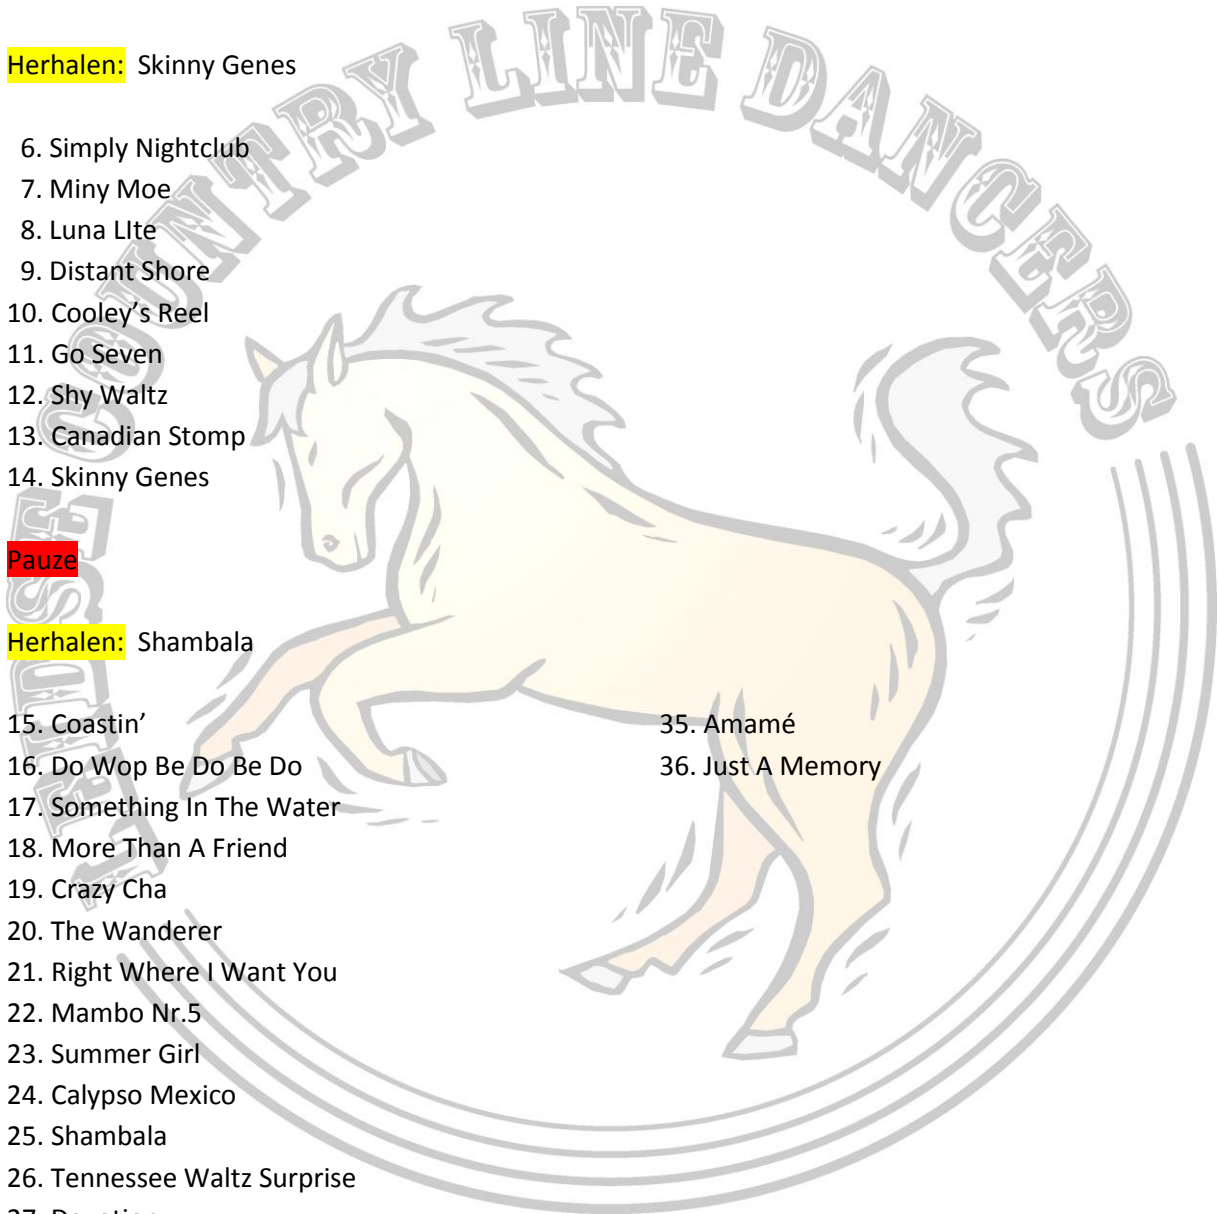 LENDSE COUNTRY LINE DANCERS
Herhalen: Skinny Genes
6. Simply Nightclub
7. Miny Moe
8. Luna LIte
9. Distant Shore
10. Cooley’s Reel
11. Go Seven
12. Shy Waltz
13. Canadian Stomp
14. Skinny Genes
Pauze
Herhalen: Shambala
15. Coastin’
16. Do Wop Be Do Be Do
17. Something In The Water
18. More Than A Friend
19. Crazy Cha
20. The Wanderer
21. Right Where I Want You
22. Mambo Nr.5
23. Summer Girl
24. Calypso Mexico
25. Shambala
26. Tennessee Waltz Surprise
35. Amamé
36. Just A Memory